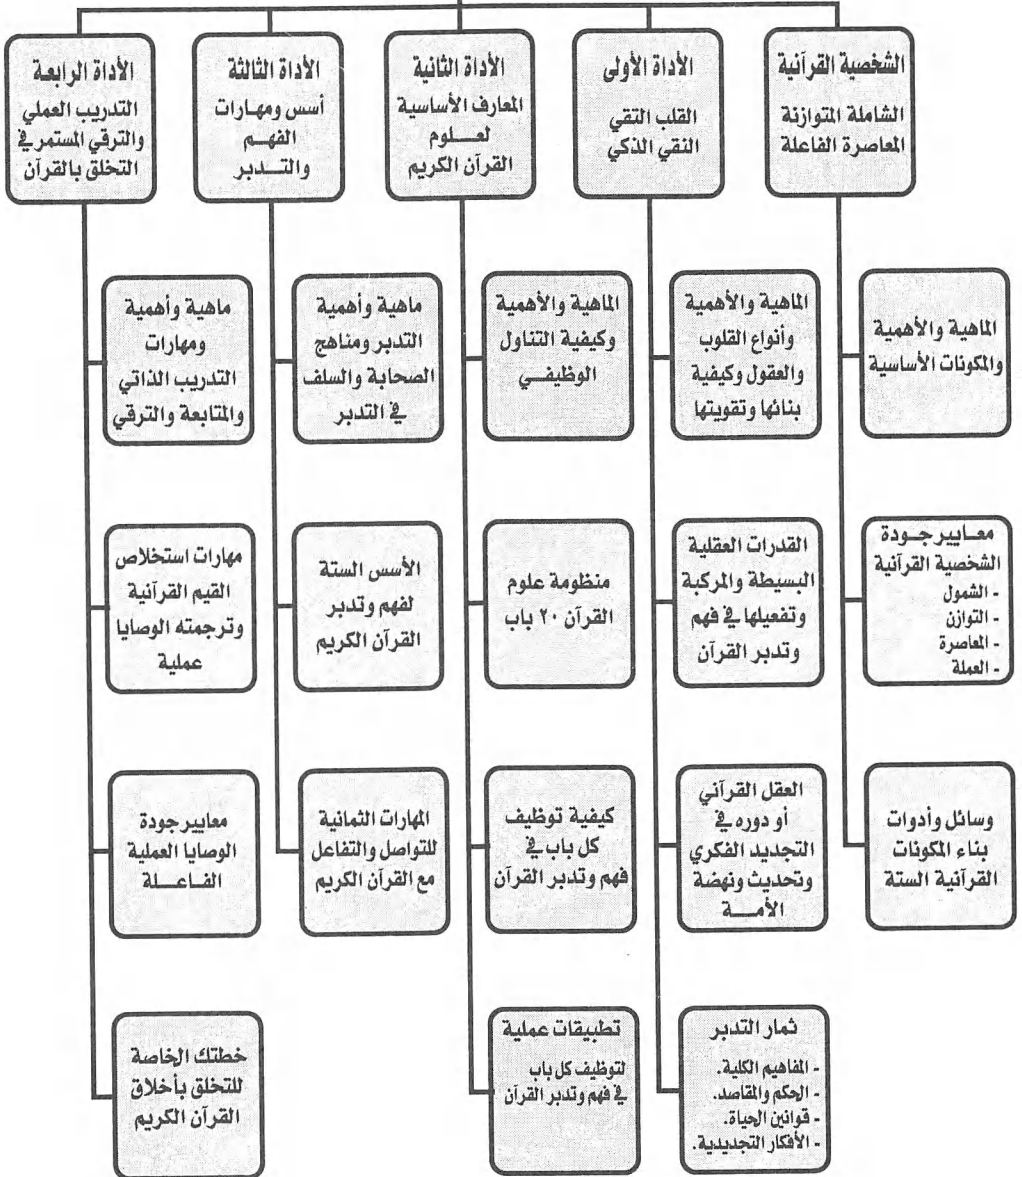 الشخصية القرآنية
الشاملة المتوازنة
المعاصرة الفاعلة
الماهية والأهمية
والمكونات الأساسية
معايير جودة
الشخصية القرآنية
- الشمول
- التوازن
- المعاصرة
- العملة
وسائل وأدوات
بناء المكونات
القرآنية الستة
الأداة الأولى
القلب التقي
النقي الذكي
الماهية والأهمية
وأنواع القلوب
والعقول وكيفية
بنائها وتقويتها
القدرات العقلية
البسيطة والمركبة
وتفعيلها في فهم
وتدبر القرآن
العقل القرآني
أو دوره في
التجديد الفكري
وتحديث ونهضة
الأمة
ثمار التدبر
- المفاهيم الكلية.
- الحكم والمقاصد.
- قوانين الحياة.
- الأفكار التجديدية.
الأداة الثانية
المعارف الأساسية
لعلوم
القرآن الكريم
الماهية والأهمية
وكيفية التناول
الوظيفي
منظومة علوم
القرآن ٢٠ باب
كيفية توظيف
كل باب في
فهم وتدبر القرآن
تطبيقات عملية
لتوظيف كل باب
في فهم وتدبر القرآن
الأداة الثالثة
أسس ومهارات
الفهم
والتدبر
ماهية وأهمية
التدبر ومناهج
الصحابة والسلف
في التدبر
الأسس الستة
لفهم وتدبر
القرآن الكريم
المهارات الثمانية
للتواصل والتفاعل
مع القرآن الكريم
الأداة الرابعة
التدريب العملي
والترقي المستمر في
التخلق بالقرآن
ماهية وأهمية
ومهارات
التدريب الذاتي
والمتابعة والترقي
مهارات استخلاص
القيم القرآنية
وترجمته الوصايا
عملية
معايير جودة
الوصايا العملية
الفاعلة
خطتك الخاصة
للتخلق بأخلاق
القرآن الكريم